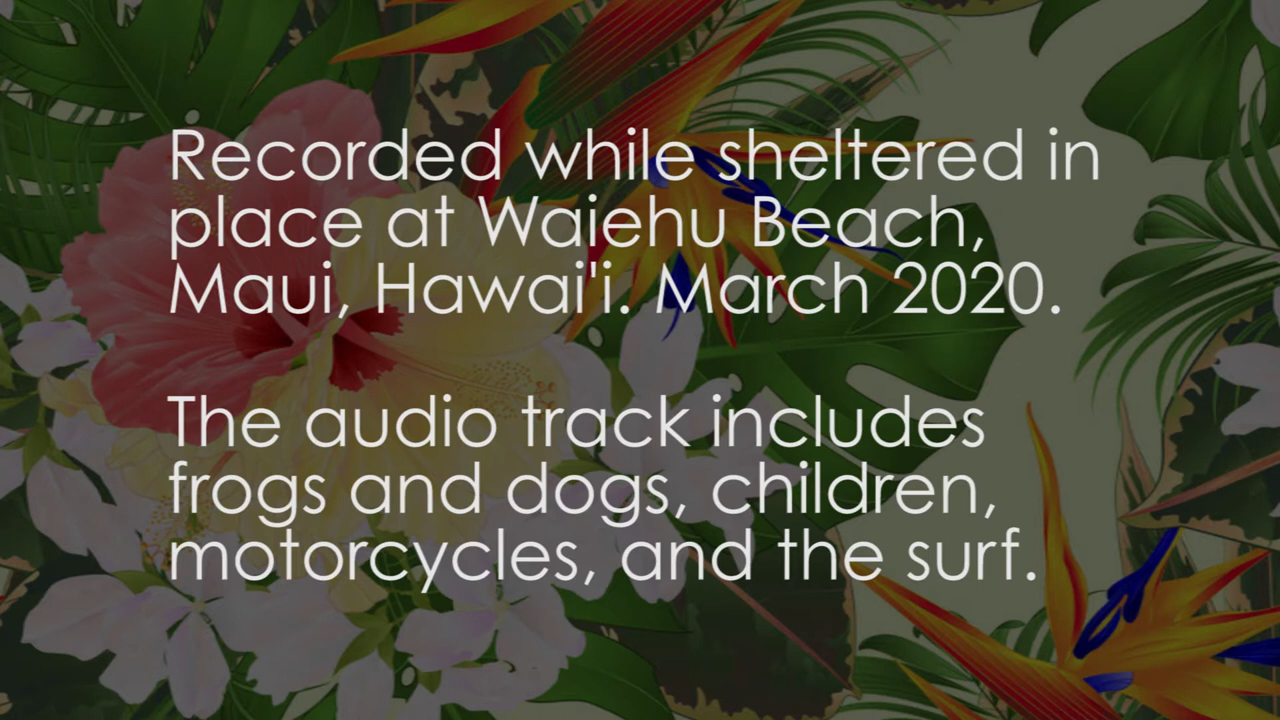 Recorded while sheltered in
place at Waiehu Beach,
Maui, Hawai'i. March 2020.
The audio track includes
frogs and dogs, children,
motorcycles, and the surf.